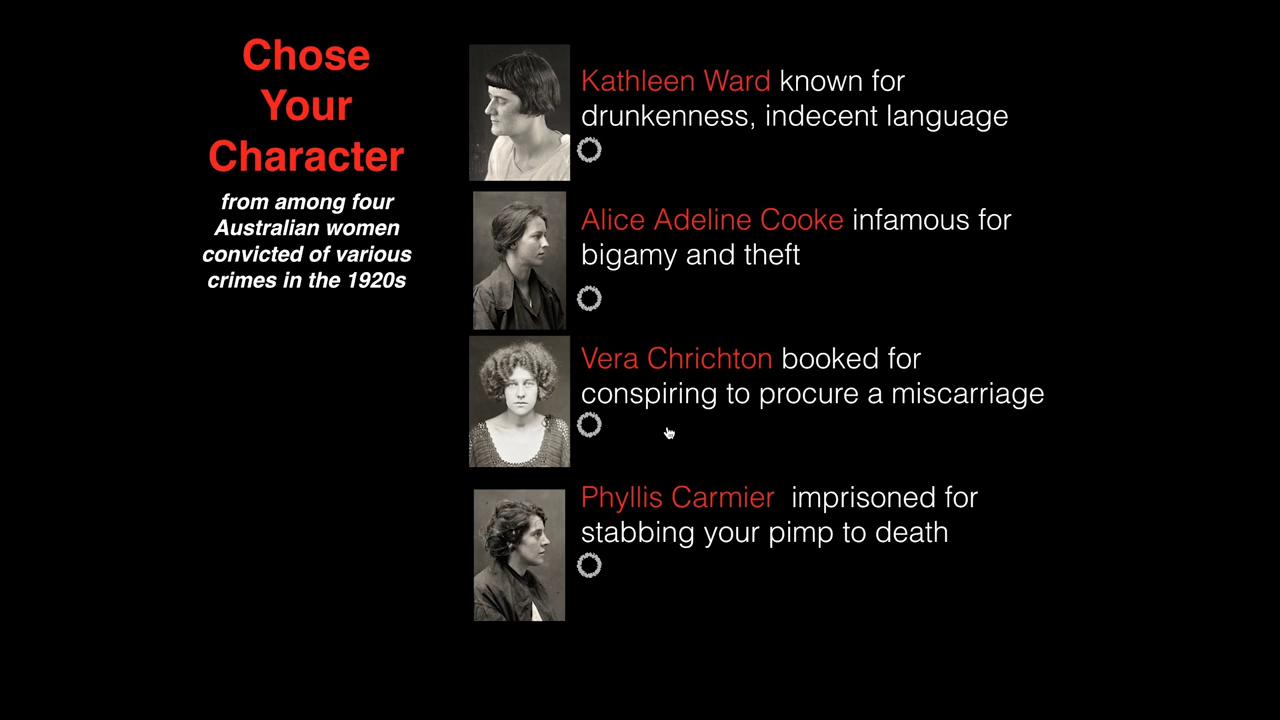 Chose
Your
Character
from among four
Australian women
convicted of various
crimes in the 1920s
Kathleen Ward known for
drunkenness, indecent language
Alice Adeline Cooke infamous for
bigamy and theft
Vera Chrichton booked for
conspiring to procure a miscarriage
Phyllis Carmier imprisoned for
stabbing your pimp to death